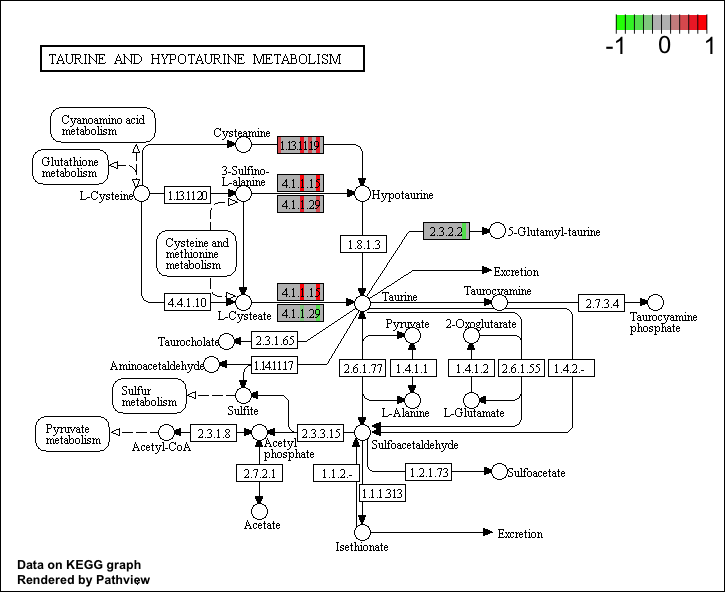 -1 0 1
TAURINE AND HYPOTAURINE METABOLISM
Cyanoamino acid
metabolism
Glutathione
metabolism
Cysteamine
1.13.11.19
L-Cysteine
1.13.11.20
3-Sulfino-
L-alanine
4.1.1.15
4.1.1.29
Hypotaurine
Cysteine and
methionine
metabolism
1.8.1.3
2.3.2.2
5-Glutamyl-taurine
Excretion
4.4.1.10
L-Cysteate
4.1.1.15
4.1.1.29
Taurine
Taurocyamine
2.7.3.4
Taurocyamine
phosphate
Taurocholate
2.3.1.65
Pyruvate
2-Oxoglutarate
Aminoacetaldehyde
1.14.11.17
2.6.1.77
1.4.1.1
1.4.1.2
2.6.1.55
1.4.2.-
Sulfur
metabolism
Sulfite
L-Alanine
L-Glutamate
Pyruvate
metabolism
Acetyl-CoA
2.3.1.8
Acetyl
phosphate
2.3.3.15
Sulfoacetaldehyde
2.7.2.1
1.1.2.-
1.2.1.73
Sulfoacetate
1.1.1.313
Acetate
Isethionate
Excretion
Data on KEGG graph
Rendered by Pathview